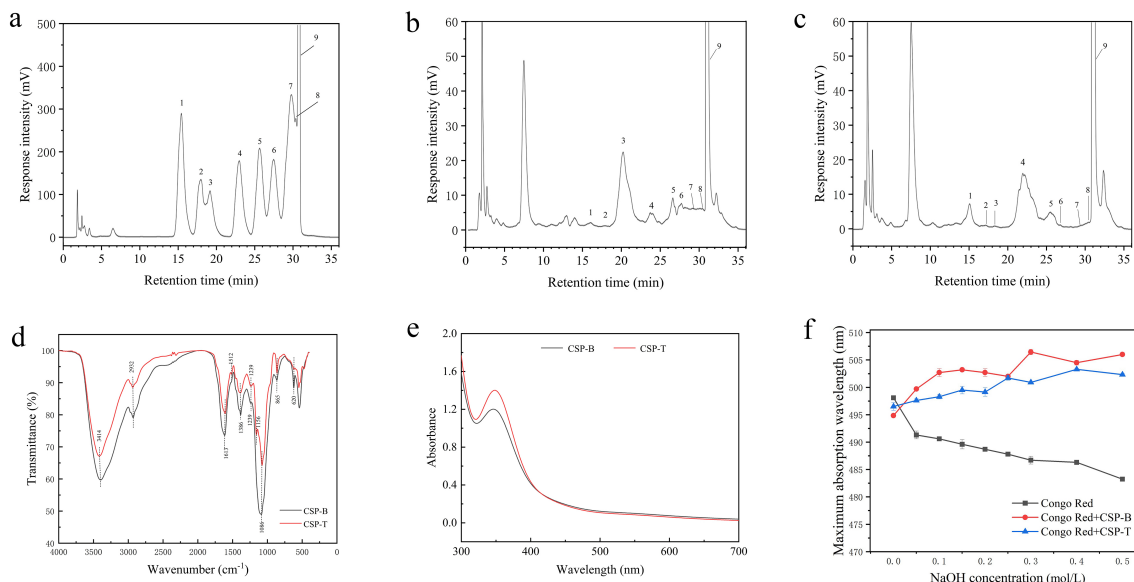 a
500
400
300
200
100
0
Response intensity (mV)
1
2
3
4
5
6
7
8
9
0 5 10 15 20 25 30 35
Retention time (min)
b
60
50
40
30
20
10
0
Response intensity (mV)
1
2
3
4
5
6
7
8
9
0 5 10 15 20 25 30 35
Retention time (min)
c
60
50
40
30
20
10
0
Response intensity (mV)
1
2
3
4
5
6
7
8
9
0 5 10 15 20 25 30 35
Retention time (min)
d
100
90
80
70
60
50
40
Transmittance (%)
3414
2932
1617
1512
1386
1239
1239
1156
1086
865
620
CSP-B
CSP-T
4000 3500 3000 2500 2000 1500 1000 500 0
Wavenumber (cm⁻¹)
e
2.0
1.6
1.2
0.8
0.4
0.0
Absorbance
CSP-B
CSP-T
300 400 500 600 700
Wavelength (nm)
f
510
505
500
495
490
485
480
475
470
Maximum absorption wavelength (nm)
Congo Red
Congo Red+CSP-B
Congo Red+CSP-T
0.0 0.1 0.2 0.3 0.4 0.5
NaOH concentration (mol/L)